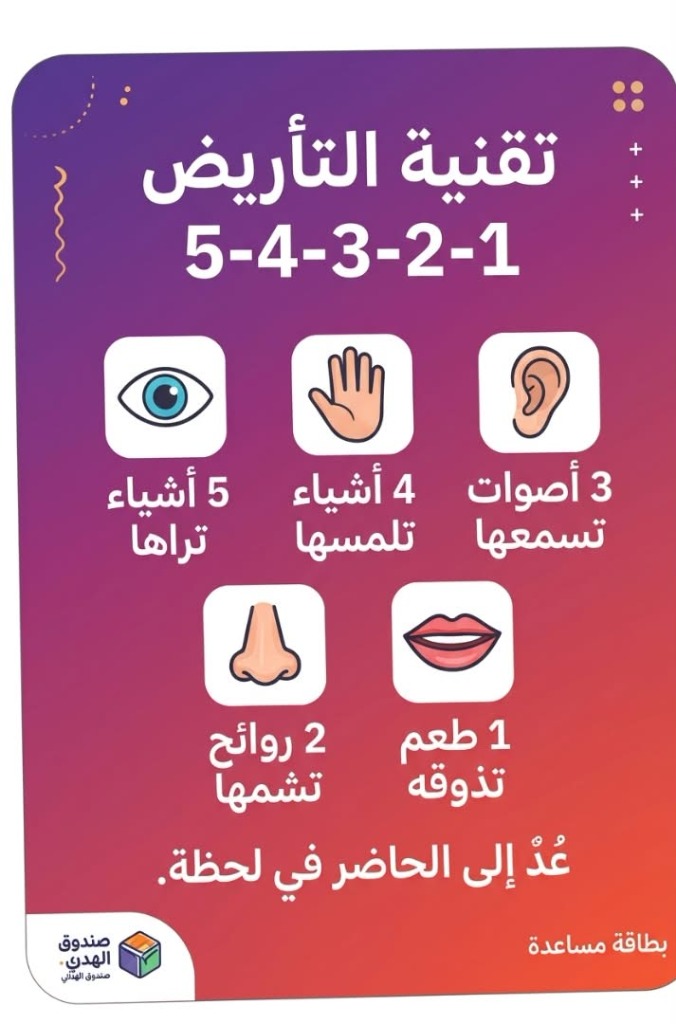 تقنية التأريض
5-4-3-2-1
5 أشياء
تراها
4 أشياء
تلمسها
3 أصوات
تسمعها
2 روائح
تشمها
1 طعم
تذوقه
عُدْ إلى الحاضر في لحظة.
بطاقة مساعدة
صندوق
الهدي.
صندوق